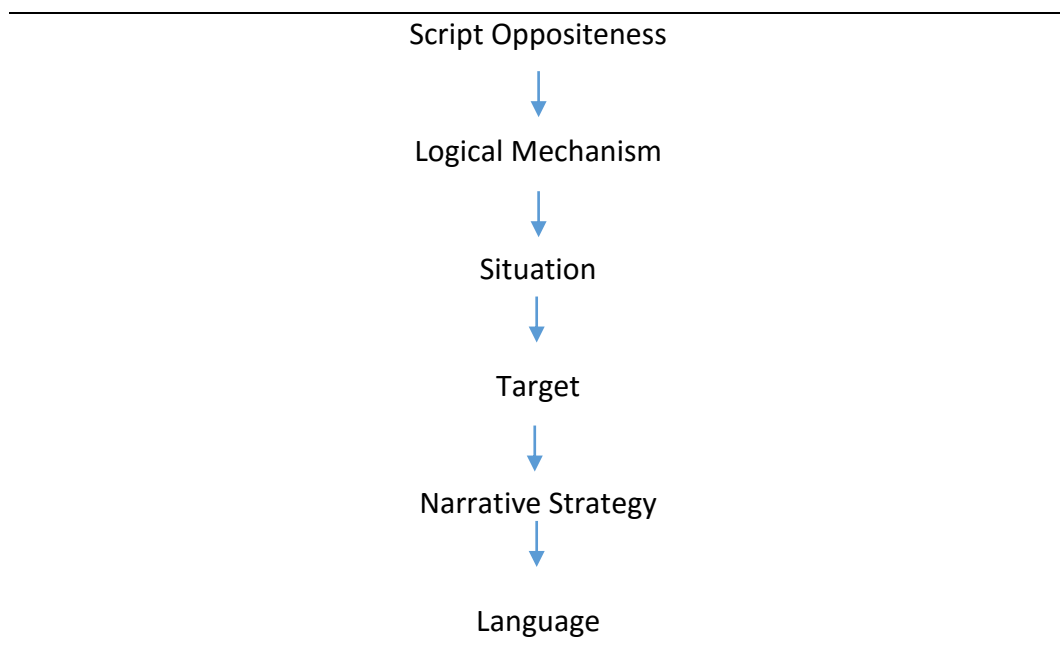 Script Oppositeness
Logical Mechanism
Situation
Target
Narrative Strategy
Language